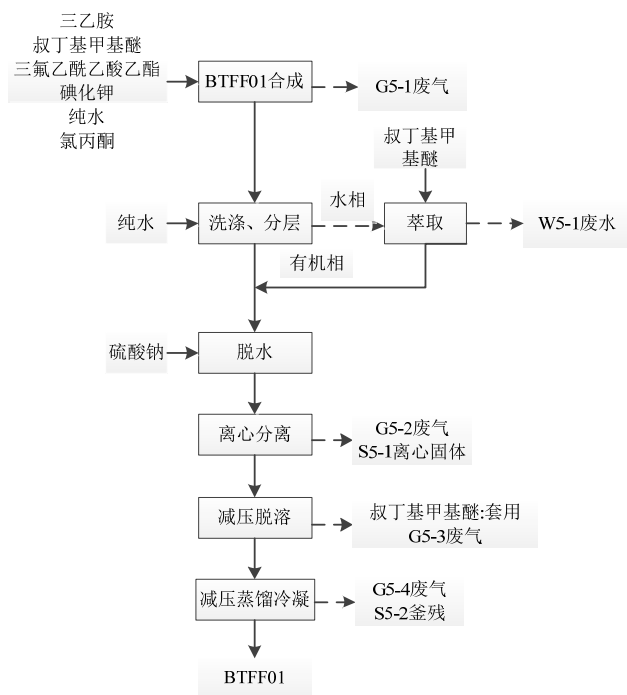 三乙胺
叔丁基甲基醚
三氟乙酰乙酸乙酯
碘化钾
纯水
氯丙酮
BTFF01合成
G5-1废气
叔丁基甲
基醚
纯水
洗涤、分层
水相
萃取
W5-1废水
有机相
硫酸钠
脱水
离心分离
G5-2废气
S5-1离心固体
减压脱溶
叔丁基甲基醚:套用
G5-3废气
减压蒸馏冷凝
G5-4废气
S5-2釜残
BTFF01